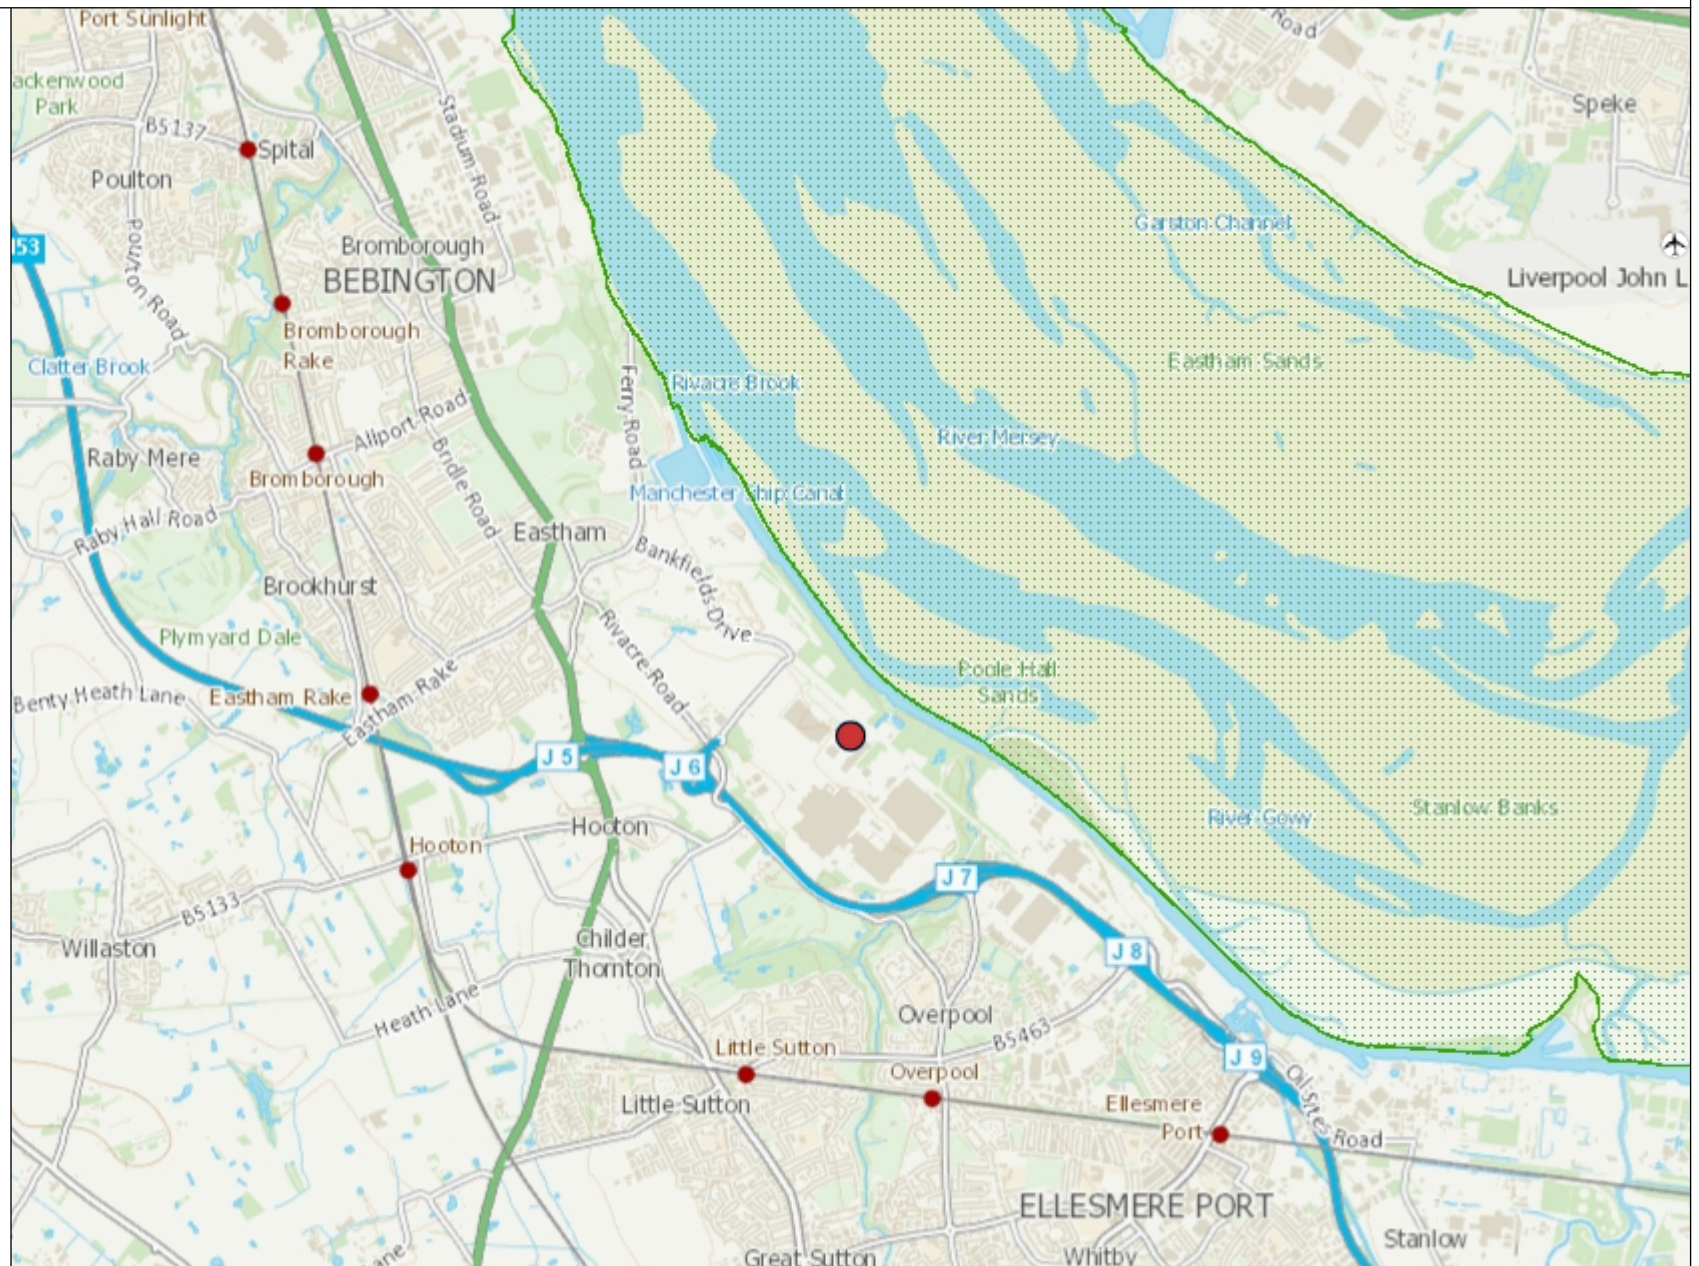 Port Sunlight
Road
ackenwood
Park
Speke
B5137
Stadium Road
Spital
Poulton
Garston Channel
Poulton Road
Bromborough
BEBINGTON
53
Liverpool John L
Bromborough
Rake
Clatter Brook
Eastham Sands
Rivacre Brook
Ferry Road
Allport Road
River Mersey
Raby Mere
Bridle Road
Bromborough
Manchester Ship Canal
Raby Hall Road
Eastham
Bankfields Drive
Brookhurst
Plymyard Dale
Rivacre Road
Poole Hall
Sands
Benty Heath Lane
Eastham Rake
Eastham Rake
J 5
J 6
Stanlow Banks
River Gowy
Hooton
Hooton
J 7
B5133
Willaston
Childer
Thornton
J 8
Heath Lane
Overpool
B5463
Little Sutton
J 9
Overpool
Oil Sites Road
Little Sutton
Ellesmere
Port
ELLESMERE PORT
Stanlow
ane
Great Sutton
Whitby